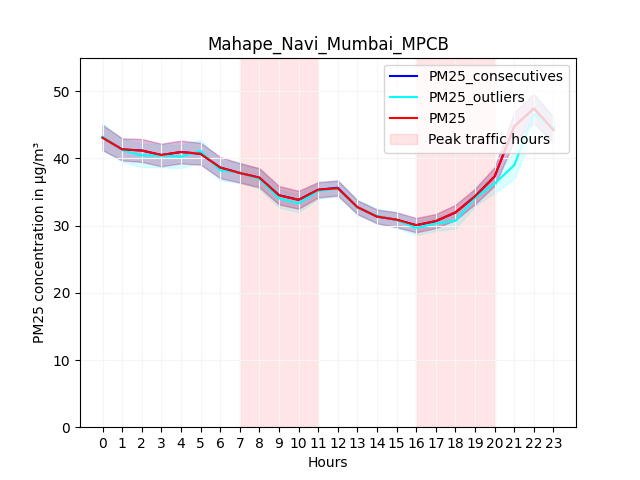 Mahape_Navi_Mumbai_MPCB
PM25_consecutives
PM25_outliers
PM25
Peak traffic hours
PM25 concentration in µg/m³
50
40
30
20
10
0
0 1 2 3 4 5 6 7 8 9 10 11 12 13 14 15 16 17 18 19 20 21 22 23
Hours